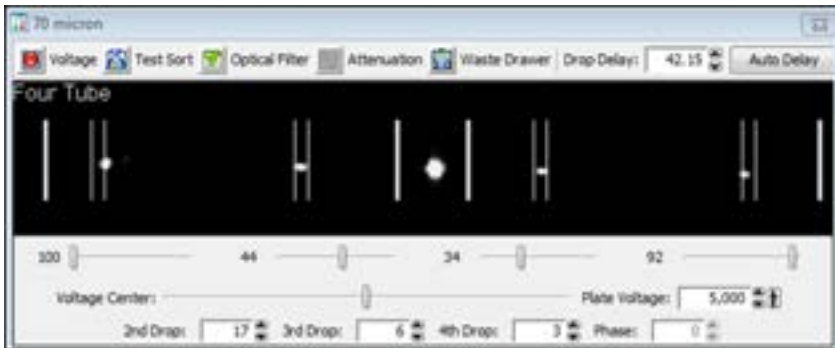 70 micron
Voltage Test Sort Optical Filter Attenuation Waste Drawer Drop Delay: 42.15 Auto Delay
Four Tube
100 44 34 92
Voltage Center: Plate Voltage: 5,000
2nd Drop: 17 3rd Drop: 6 4th Drop: 3 Phase: 0